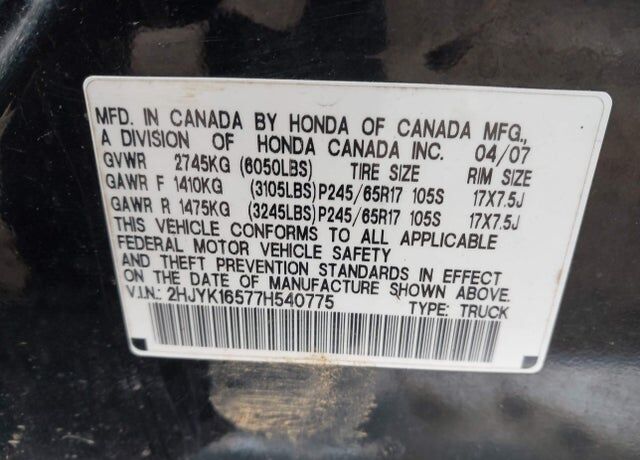 MFD. IN CANADA BY HONDA OF CANADA MFG.,
A DIVISION OF HONDA CANADA INC. 04/07
GVWR 2745KG (6050LBS) TIRE SIZE RIM SIZE
GAWR F 1410KG (3105LBS) P245/65R17 105S 17X7.5J
GAWR R 1475KG (3245LBS) P245/65R17 105S 17X7.5J
THIS VEHICLE CONFORMS TO ALL APPLICABLE
FEDERAL MOTOR VEHICLE SAFETY
AND THEFT PREVENTION STANDARDS IN EFFECT
ON THE DATE OF MANUFACTURE SHOWN ABOVE.
V.I.N.: 2HJYK16577H540775 TYPE: TRUCK